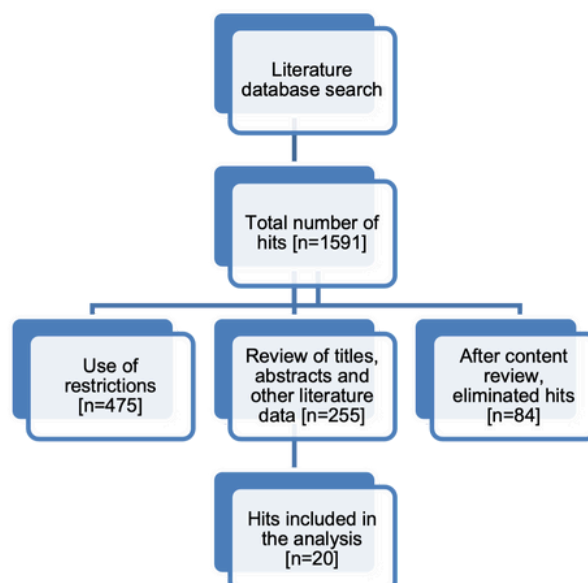 Literature
database search
Total number of
hits [n=1591]
Use of
restrictions
[n=475]
Review of titles,
abstracts and
other literature
data [n=255]
After content
review,
eliminated hits
[n=84]
Hits included in
the analysis
[n=20]